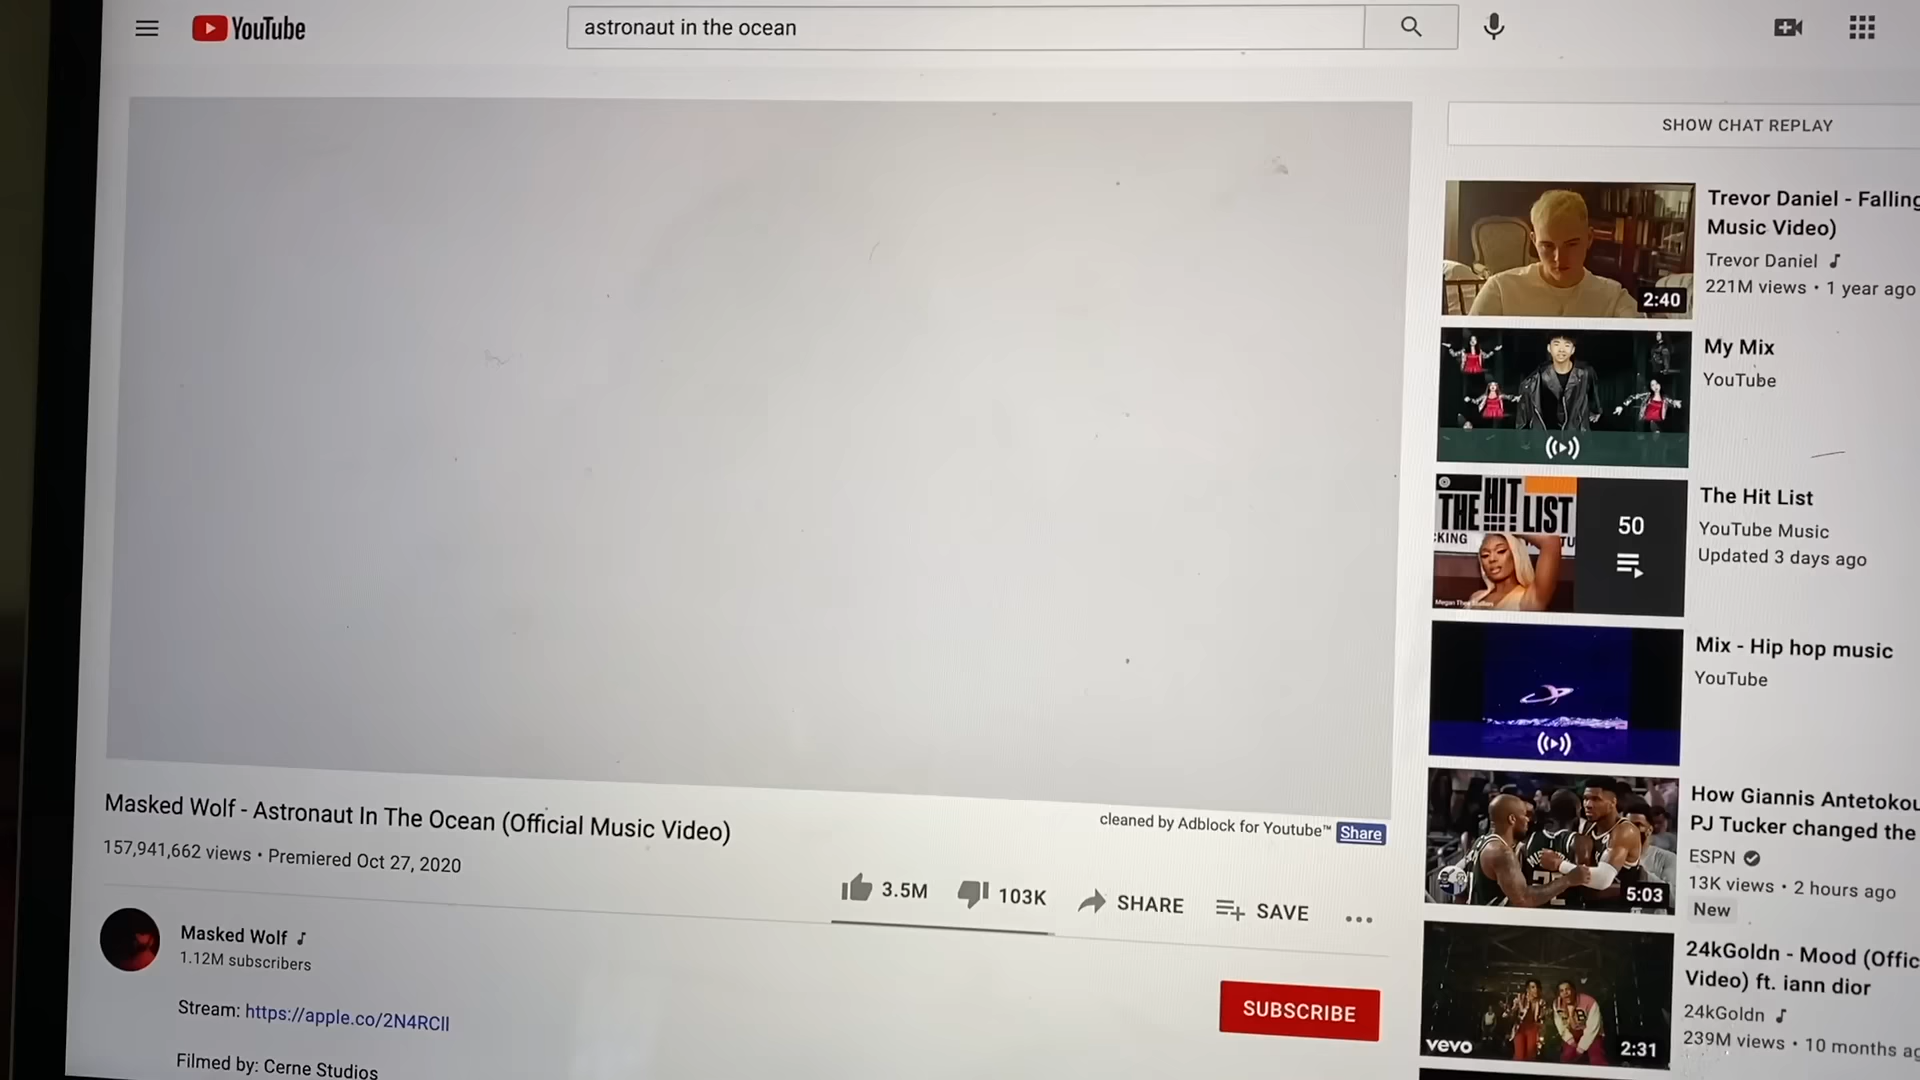 YouTube
astronaut in the ocean
SHOW CHAT REPLAY
Masked Wolf - Astronaut In The Ocean (Official Music Video)
157,941,662 views • Premiered Oct 27, 2020
cleaned by Adblock for Youtube™ Share
3.5M
103K
SHARE
SAVE
Masked Wolf
1.12M subscribers
SUBSCRIBE
Stream: https://apple.co/2N4RCIl
Filmed by: Cerne Studios
2:40
Trevor Daniel - Falling
Music Video)
Trevor Daniel
221M views • 1 year ago
My Mix
YouTube
THE HIT LIST
50
The Hit List
YouTube Music
Updated 3 days ago
Mix - Hip hop music
YouTube
5:03
How Giannis Antetokou
PJ Tucker changed the
ESPN
13K views • 2 hours ago
New
vevo
2:31
24kGoldn - Mood (Offic
Video) ft. iann dior
24kGoldn
239M views • 10 months ag